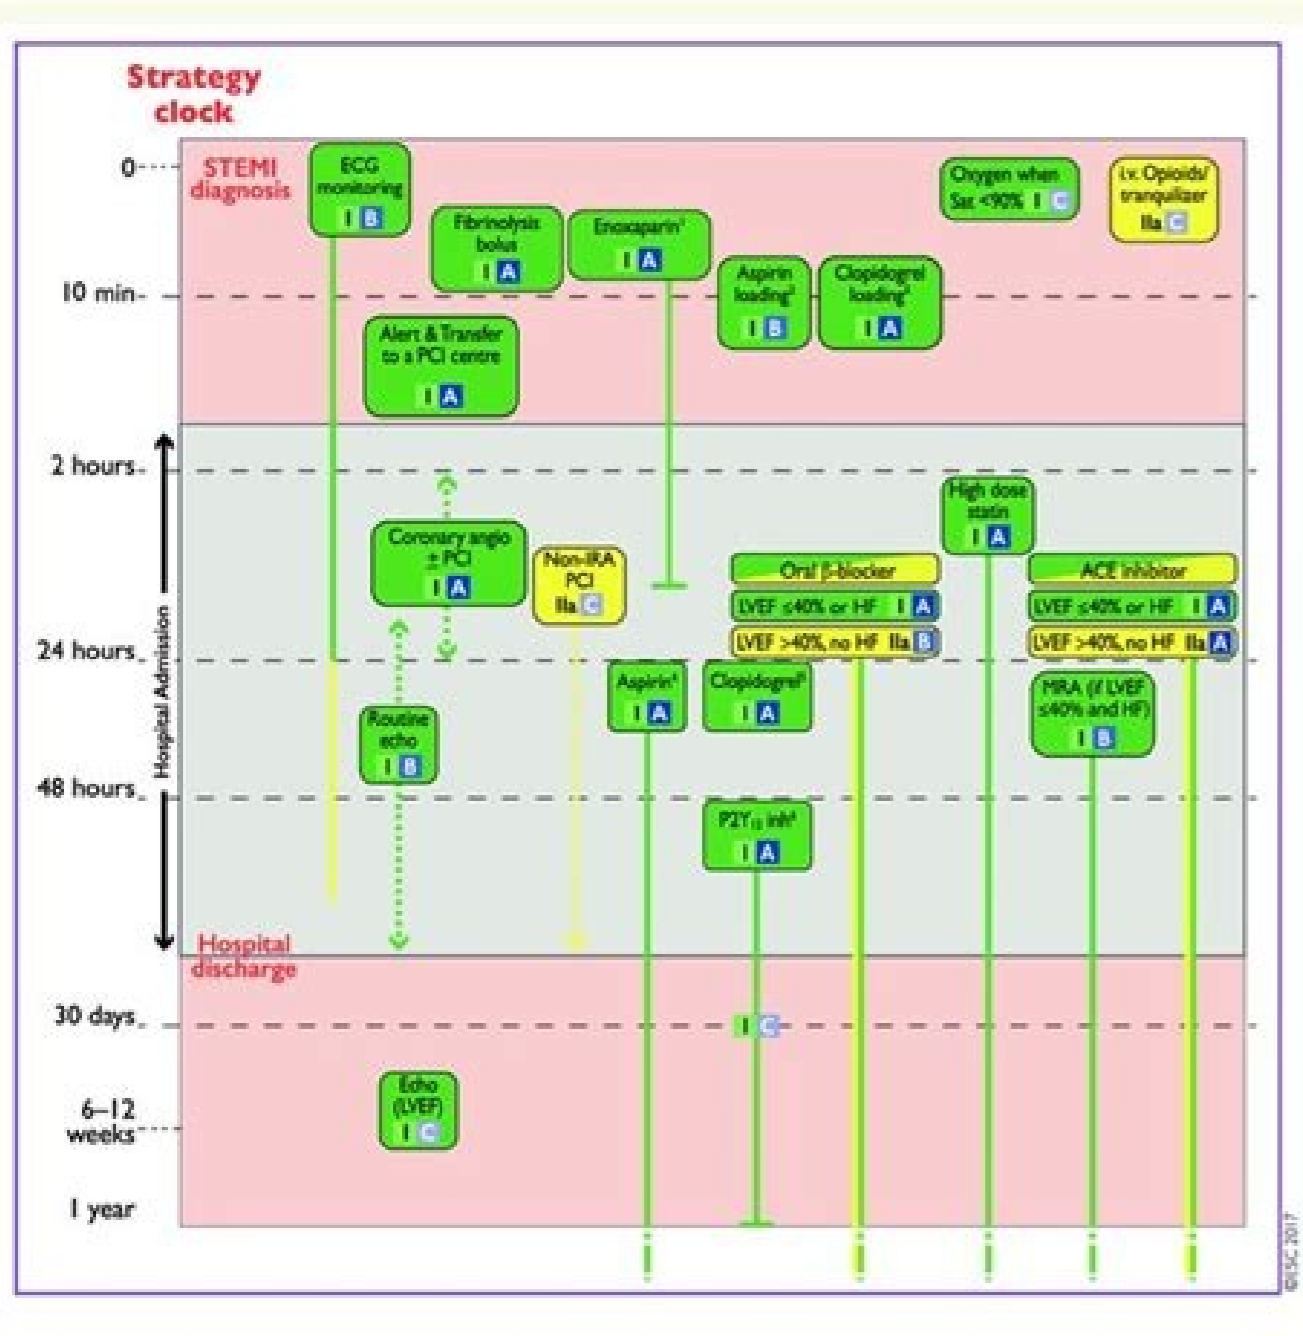 Strategy
clock
0
STEMI
diagnosis
ECG
monitoring
I B
Fibrinolysis
bolus
I A
Enoxaparin¹
I A
Oxygen when
Sat <90% I C
i.v. Opioids/
tranquilizer
IIa C
Aspirin
loading²
I B
Clopidogrel
loading
I A
10 min
Alert & Transfer
to a PCI centre
I A
2 hours
High dose
statin
I A
Coronary angio
± PCI
I A
Non-IRA
PCI
IIa C
Oral β-blocker
LVEF ≤40% or HF I A
LVEF >40%, no HF IIa B
ACE inhibitor
LVEF ≤40% or HF I A
LVEF >40%, no HF IIa A
24 hours
Hospital Admission
Aspirin⁴
I A
Clopidogrel
I A
MRA (if LVEF
≤40% and HF)
I B
Routine
echo
I B
48 hours
P2Y₁₂ inh
I A
Hospital
discharge
30 days
I C
Echo
(LVEF)
I C
6–12
weeks
1 year
©ESC 2017